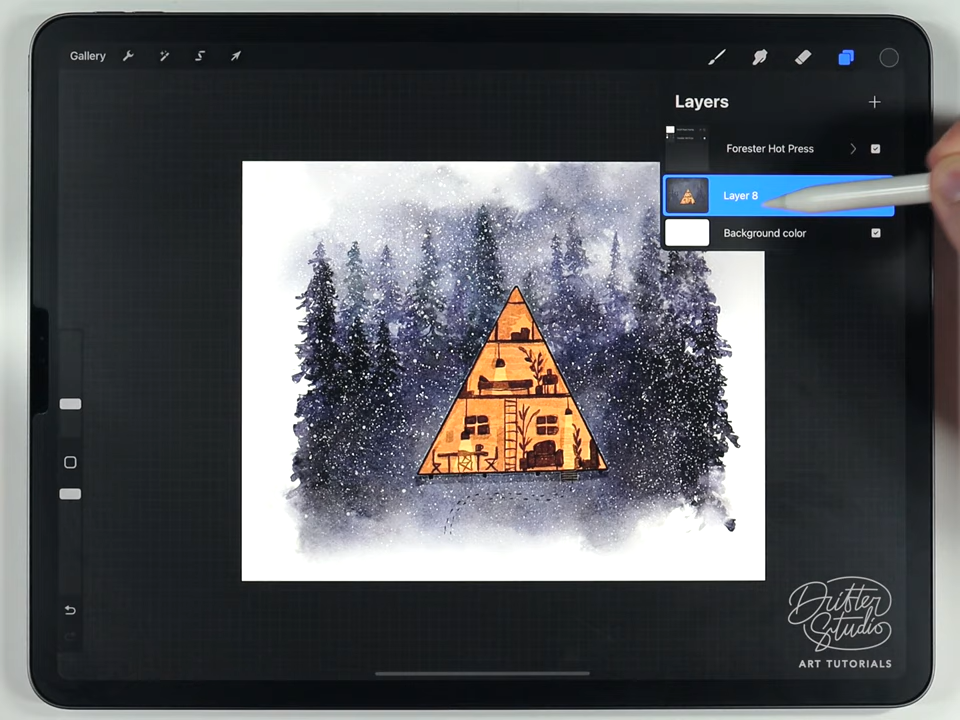 Gallery
Layers
Forester Hot Press
Layer 8
Background color
Drifter
Studio
ART TUTORIALS